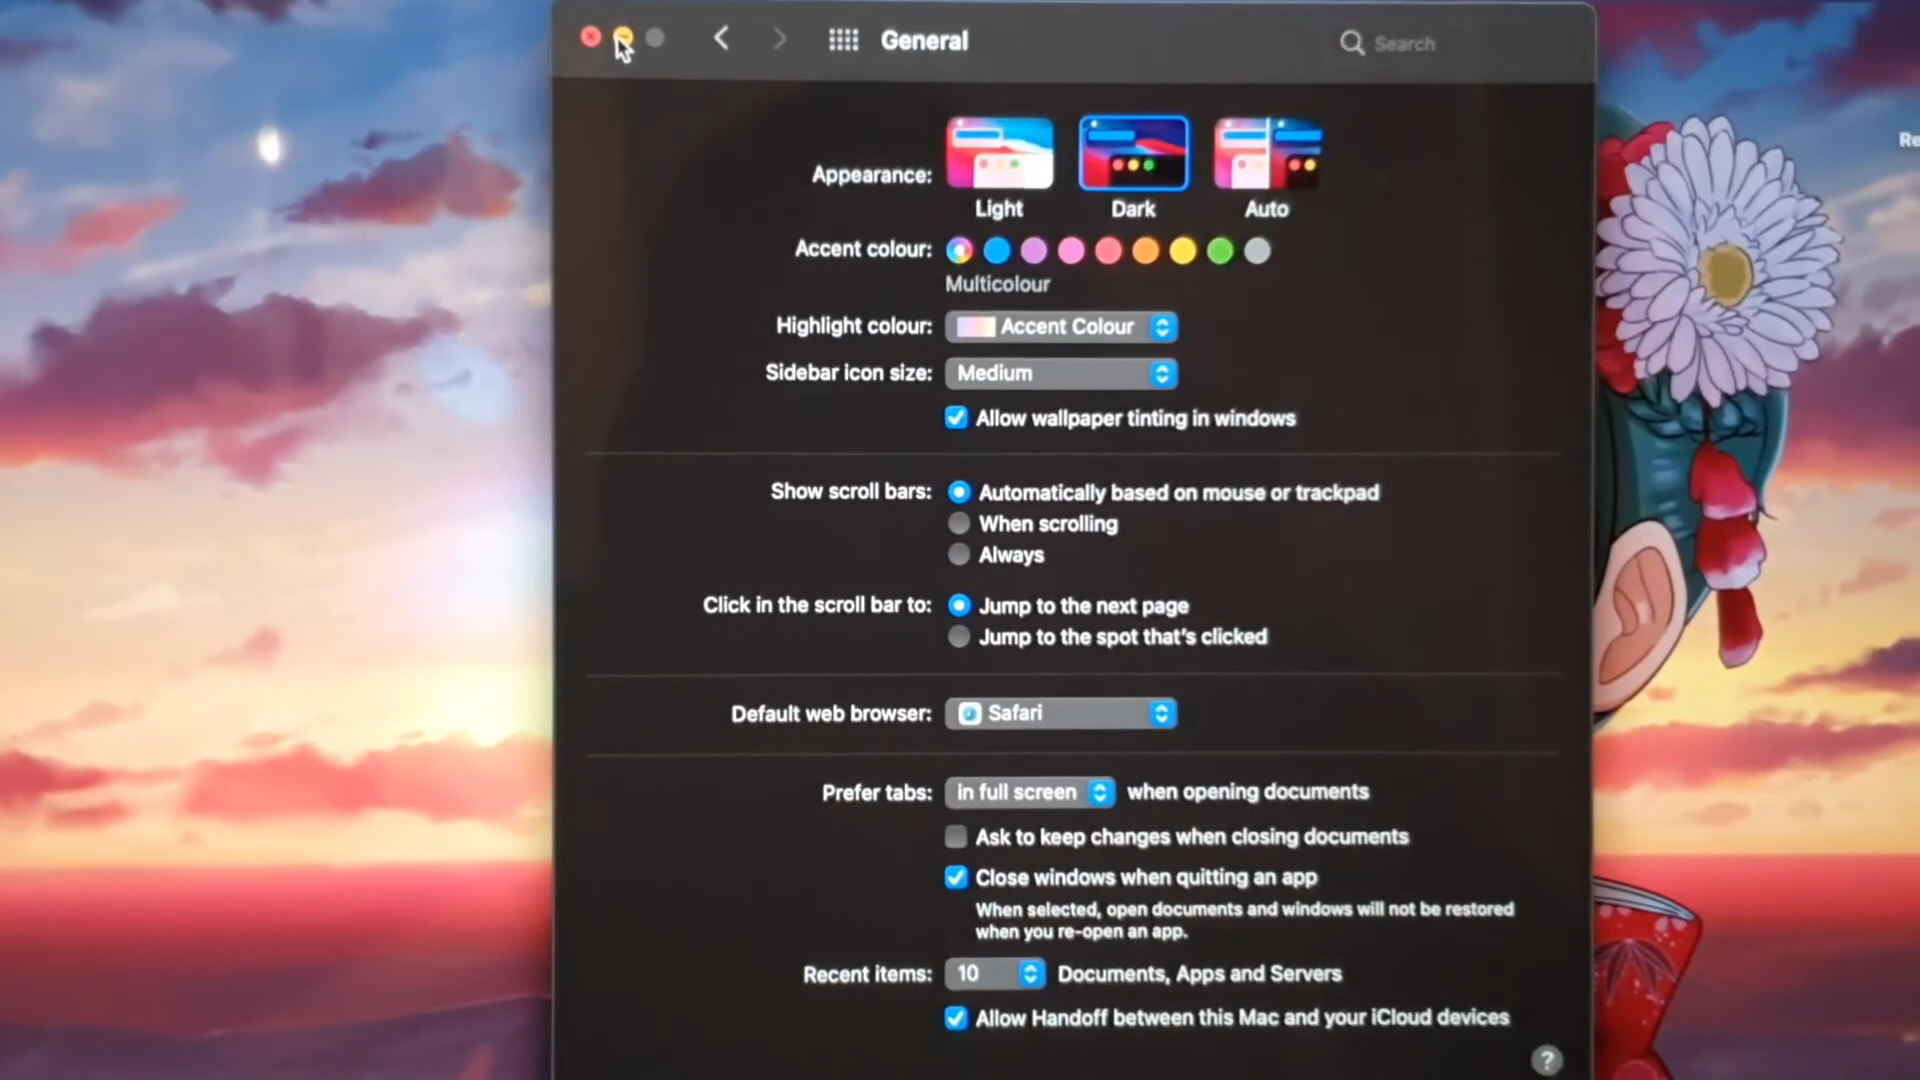 General
Search
Re
Appearance:
Light Dark Auto
Accent colour:
Multicolour
Highlight colour: Accent Colour
Sidebar icon size: Medium
Allow wallpaper tinting in windows
Show scroll bars: Automatically based on mouse or trackpad
When scrolling
Always
Click in the scroll bar to: Jump to the next page
Jump to the spot that's clicked
Default web browser: Safari
Prefer tabs: in full screen when opening documents
Ask to keep changes when closing documents
Close windows when quitting an app
When selected, open documents and windows will not be restored
when you re-open an app.
Recent items: 10 Documents, Apps and Servers
Allow Handoff between this Mac and your iCloud devices
?